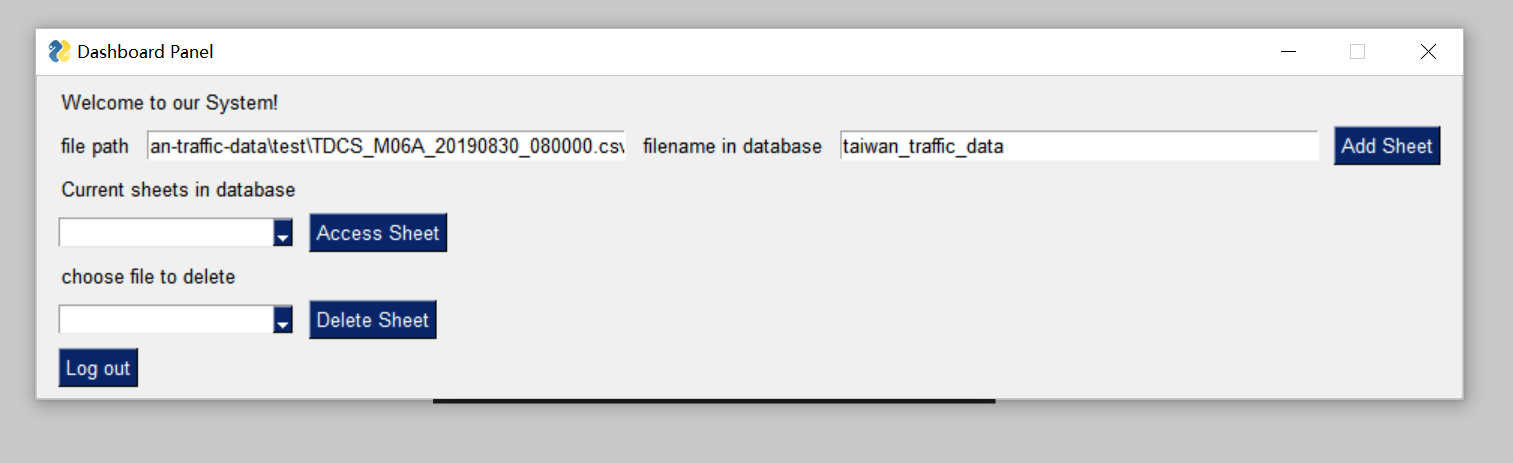 Dashboard Panel
Welcome to our System!
file path an-traffic-data\test\TDCS_M06A_20190830_080000.csv filename in database taiwan_traffic_data Add Sheet
Current sheets in database
Access Sheet
choose file to delete
Delete Sheet
Log out